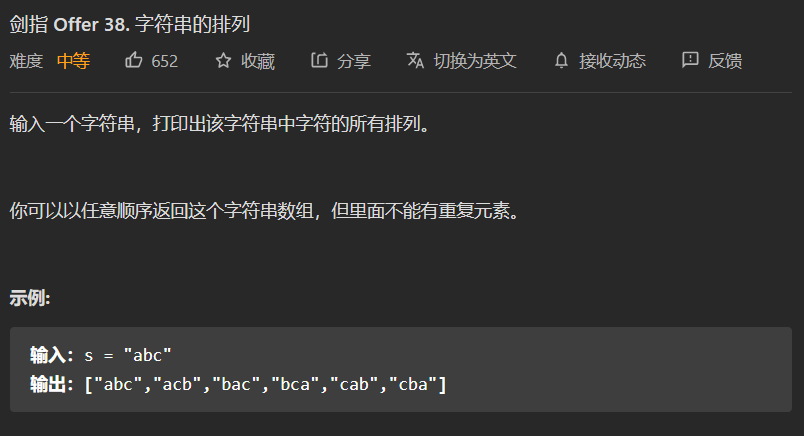 剑指 Offer 38. 字符串的排列
难度 中等 652 收藏 分享 切换为英文 接收动态 反馈
输入一个字符串，打印出该字符串中字符的所有排列。
你可以以任意顺序返回这个字符串数组，但里面不能有重复元素。
示例:
输入：s = "abc"
输出：["abc","acb","bac","bca","cab","cba"]